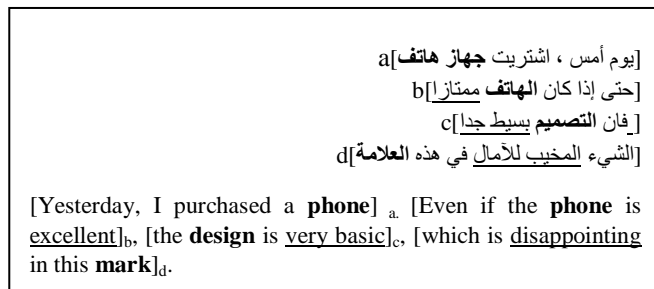 [يوم أمس ، اشتريت جهاز هاتف]a
[حتى إذا كان الهاتف ممتازا]b
[ فان التصميم بسيط جدا]c
[الشيء المخيب للآمال في هذه العلامة]d
[Yesterday, I purchased a phone] a. [Even if the phone is
excellent]b, [the design is very basic]c, [which is disappointing
in this mark]d.